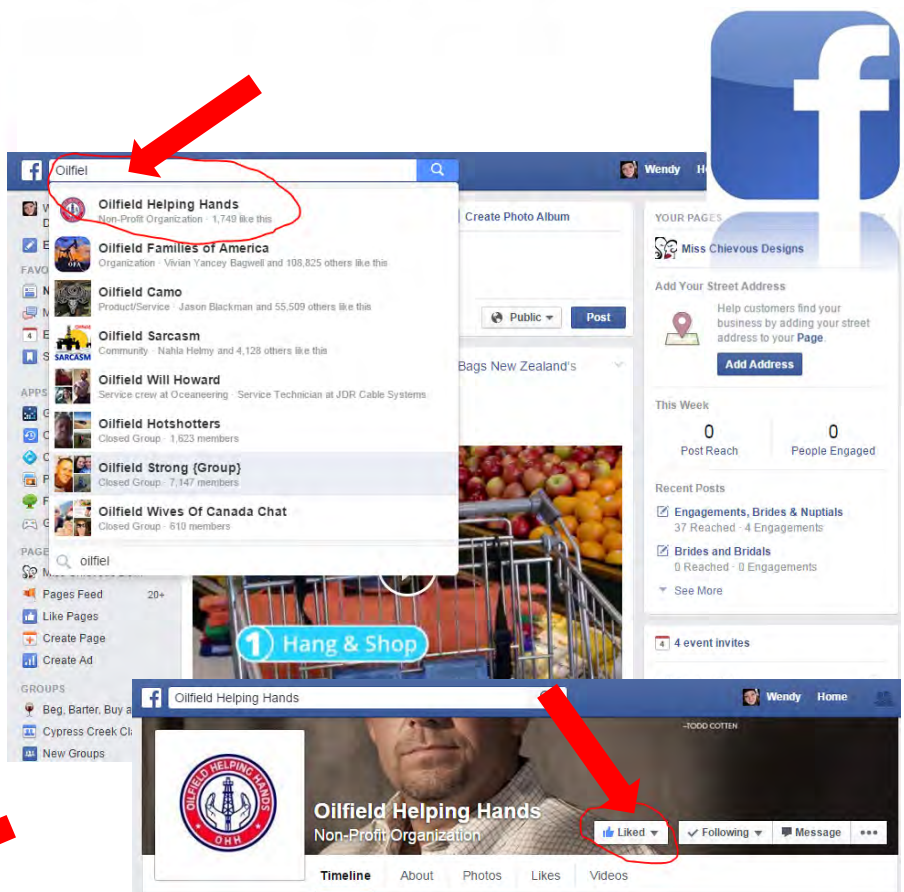 f
f
Oilfiel
Wendy
Oilfield Helping Hands
Non-Profit Organization · 1,749 like this
Oilfield Families of America
Organization · Vivian Yancey Bagwell and 108,825 others like this
OFA
Oilfield Camo
Product/Service · Jason Blackman and 55,509 others like this
Oilfield Sarcasm
Community · Nahla Helmy and 4,128 others like this
SARCASM
Oilfield Will Howard
Service crew at Oceaneering · Service Technician at JDR Cable Systems
Oilfield Hotshotters
Closed Group · 1,623 members
Oilfield Strong {Group}
Closed Group · 7,147 members
Oilfield Wives Of Canada Chat
Closed Group · 610 members
oilfiel
FAVO
APPS
PAGE
Pages Feed 20+
Like Pages
Create Page
Create Ad
GROUPS
Beg, Barter, Buy a
Cypress Creek Cl
New Groups
Create Photo Album
Public Post
Bags New Zealand's
1 Hang & Shop
YOUR PAGES
Miss Chievous Designs
Add Your Street Address
Help customers find your
business by adding your street
address to your Page.
Add Address
This Week
0 0
Post Reach People Engaged
Recent Posts
Engagements, Brides & Nuptials
37 Reached · 4 Engagements
Brides and Bridals
0 Reached · 0 Engagements
See More
4 4 event invites
f
Oilfield Helping Hands
Wendy Home
-TODD COTTEN
OILFIELD HELPING HANDS
OHH
Oilfield Helping Hands
Non-Profit Organization
Liked Following Message
Timeline About Photos Likes Videos